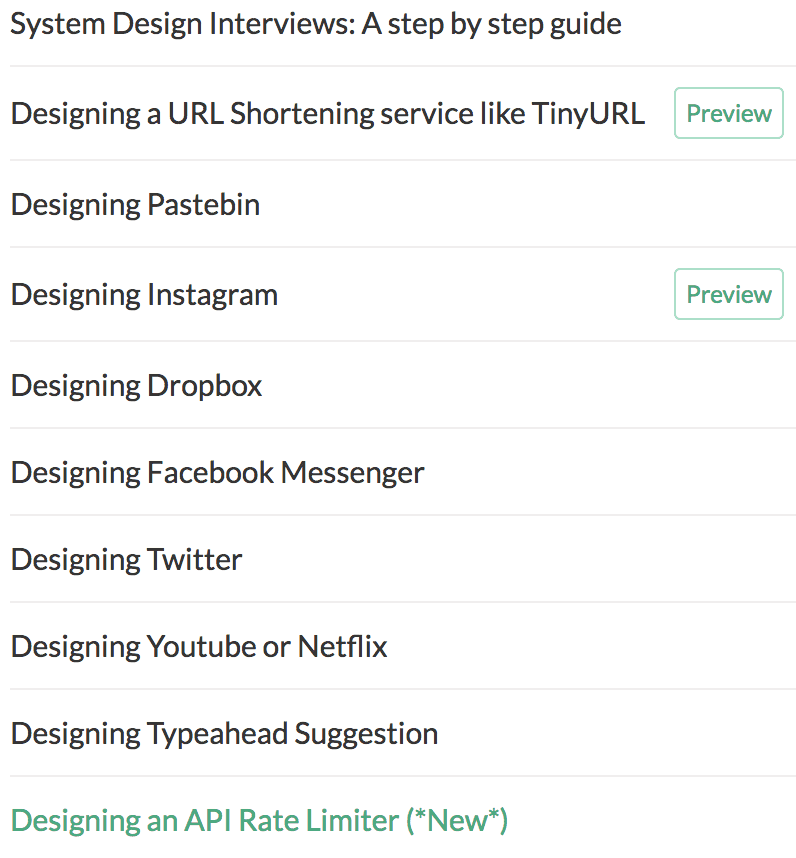 System Design Interviews: A step by step guide
Designing a URL Shortening service like TinyURL Preview
Designing Pastebin
Designing Instagram Preview
Designing Dropbox
Designing Facebook Messenger
Designing Twitter
Designing Youtube or Netflix
Designing Typeahead Suggestion
Designing an API Rate Limiter (*New*)